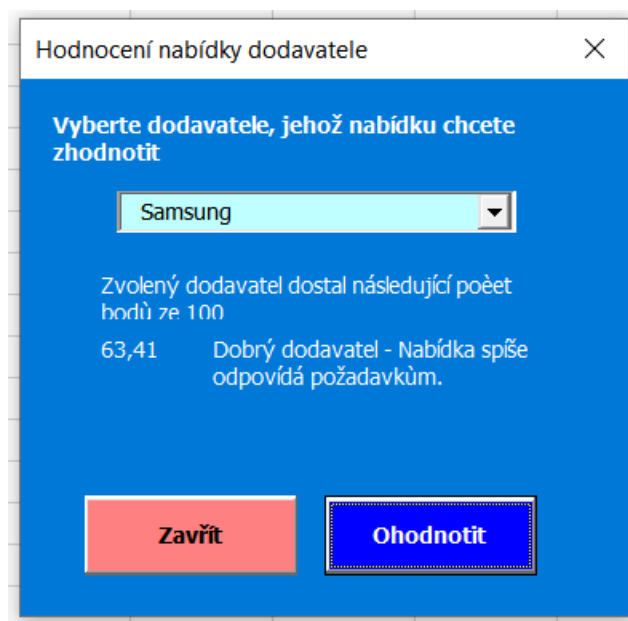 Hodnocení nabídky dodavatele
Vyberte dodavatele, jehož nabídku chcete
zhodnotit
Samsung
Zvolený dodavatel dostal následující poèet
bodù ze 100
63,41 Dobrý dodavatel - Nabídka spíše
odpovídá požadavkùm.
Zavřít Ohodnotit